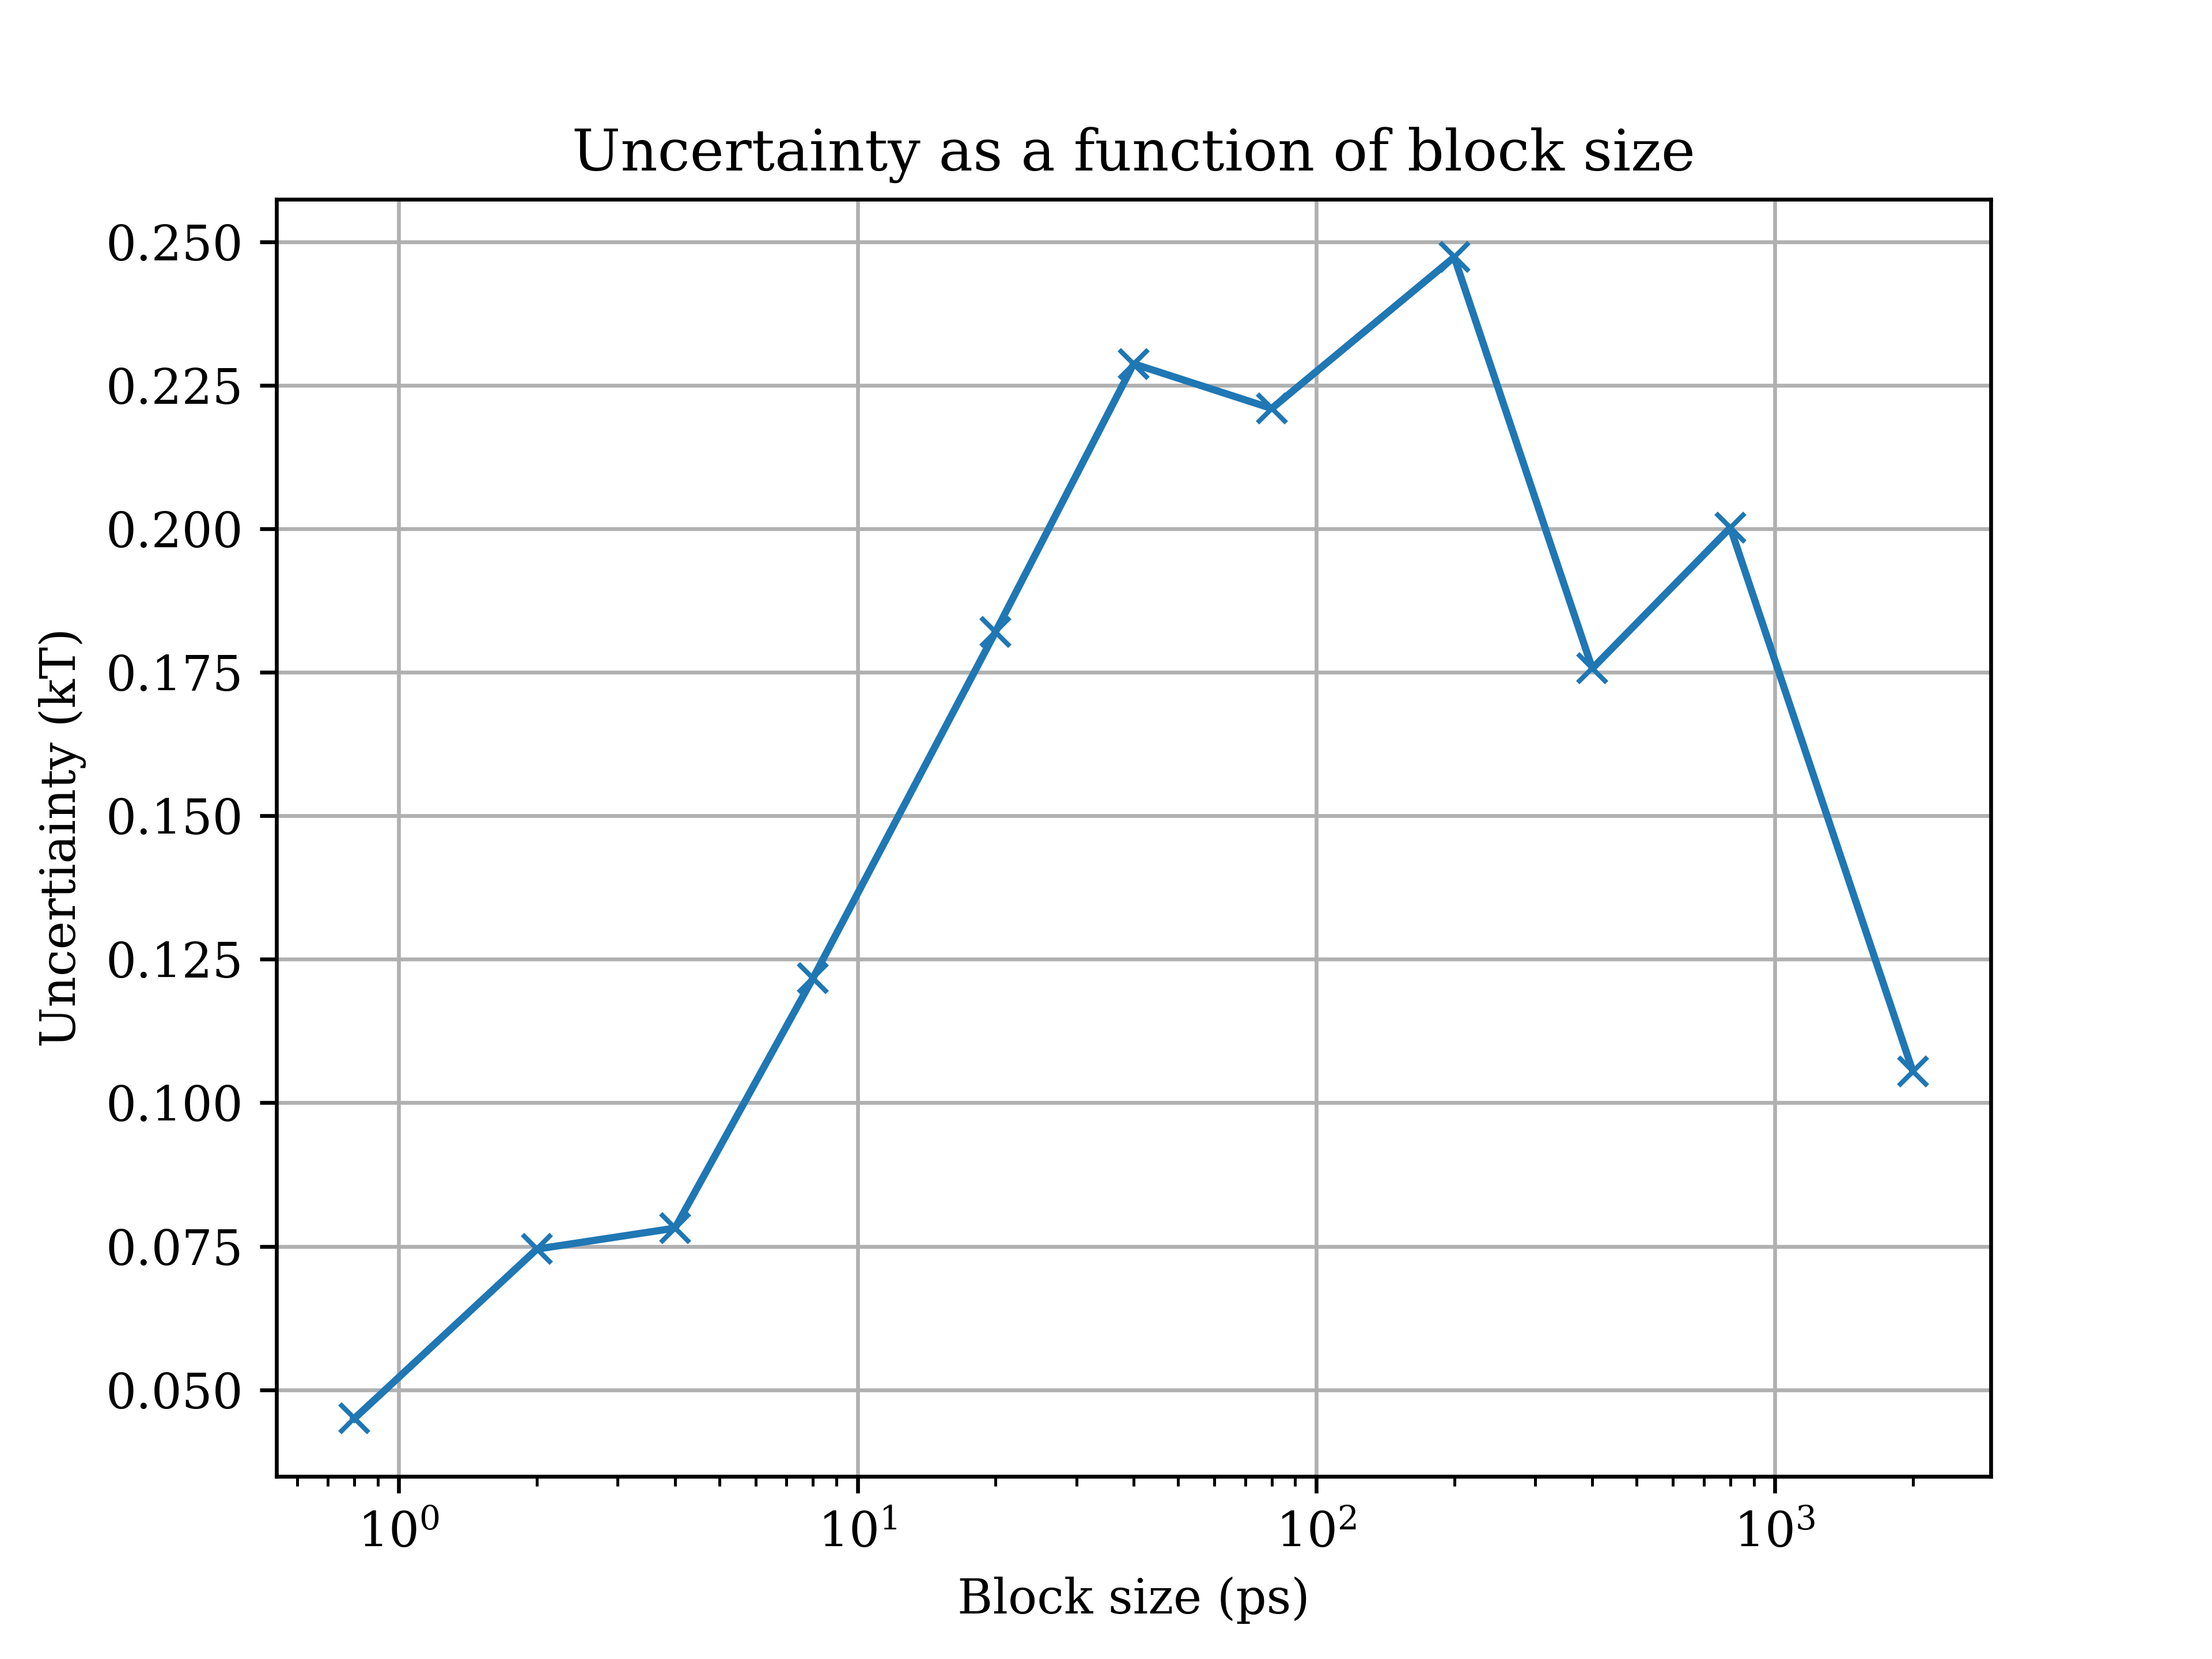 Uncertainty as a function of block size
0.250
0.225
0.200
0.175
0.150
0.125
0.100
0.075
0.050
Uncertiainty (kT)
10⁰ 10¹ 10² 10³
Block size (ps)